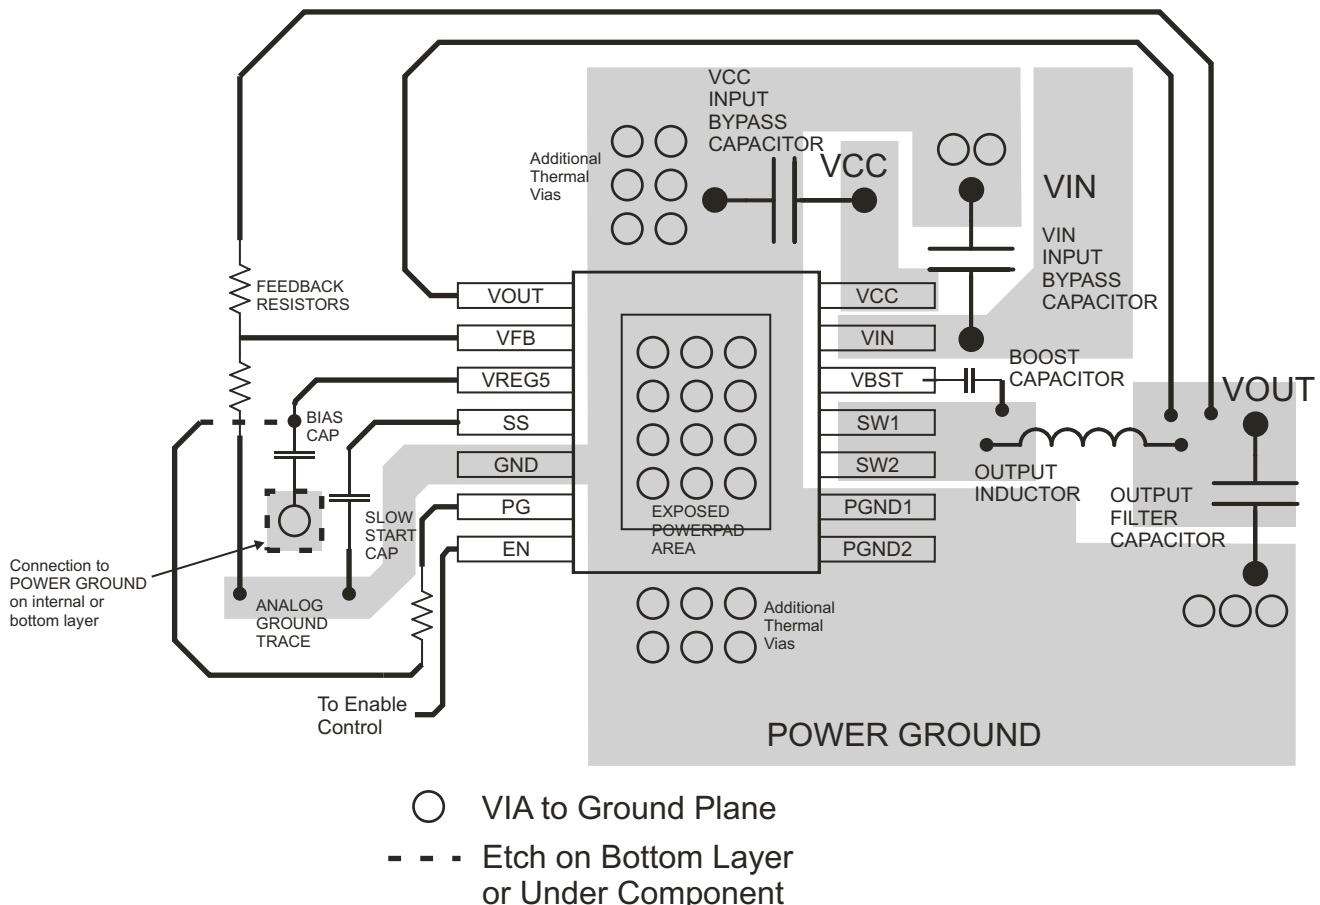 VCC
INPUT
BYPASS
CAPACITOR
Additional
Thermal
Vias
VCC
VIN
VIN
INPUT
BYPASS
CAPACITOR
FEEDBACK
RESISTORS
VOUT
VFB
VREG5
SS
GND
PG
EN
VCC
VIN
VBST
SW1
SW2
PGND1
PGND2
BOOST
CAPACITOR
VOUT
BIAS
CAP
OUTPUT
INDUCTOR
OUTPUT
FILTER
CAPACITOR
EXPOSED
POWERPAD
AREA
SLOW
START
CAP
Connection to
POWER GROUND
on internal or
bottom layer
ANALOG
GROUND
TRACE
Additional
Thermal
Vias
To Enable
Control
POWER GROUND
VIA to Ground Plane
Etch on Bottom Layer
or Under Component